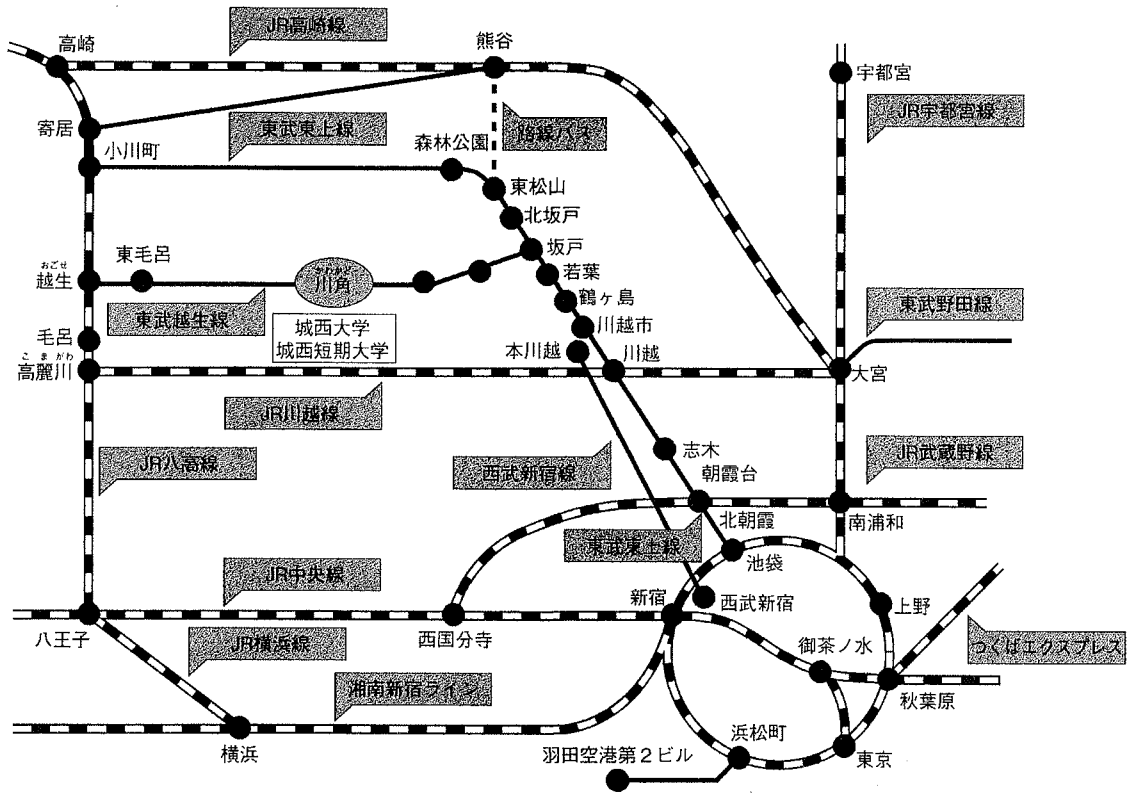 JR高崎線
高崎
熊谷
宇都宮
JR宇都宮線
寄居
東武東上線
路線バス
小川町
森林公園
東松山
北坂戸
東毛呂
坂戸
おごせ
越生
かわかど
川角
若葉
鶴ヶ島
東武野田線
東武越生線
毛呂
城西大学
城西短期大学
川越市
本川越
川越
こまがわ
高麗川
大宮
JR川越線
JR八高線
西武新宿線
志木
朝霞台
JR武蔵野線
北朝霞
南浦和
東武東上線
池袋
JR中央線
新宿
西武新宿
上野
八王子
西国分寺
JR横浜線
御茶ノ水
つくばエクスプレス
湘南新宿ライン
秋葉原
横浜
浜松町
羽田空港第2ビル
東京